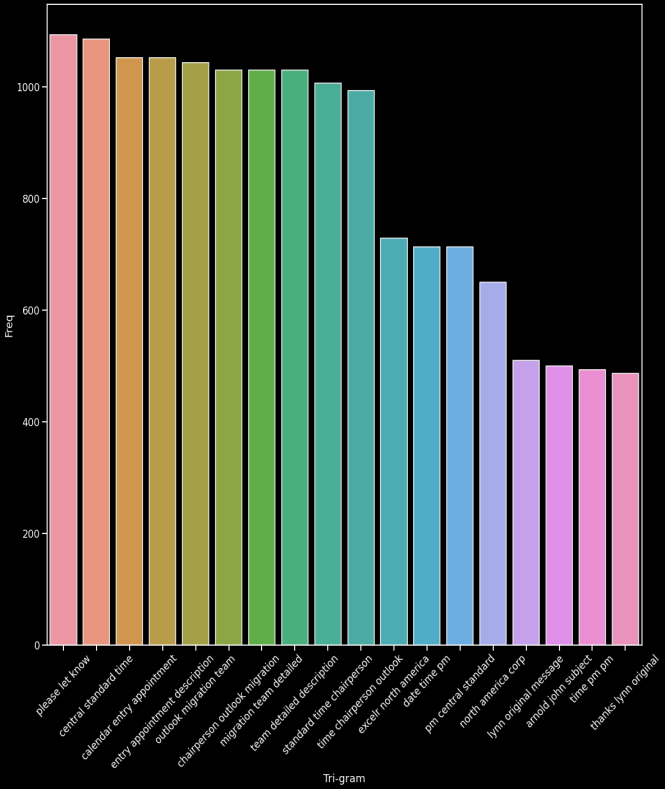 1000
800
600
400
200
0
Freq
please let know
central standard time
calendar entry appointment
entry appointment description
outlook migration team
chairperson outlook migration
migration team detailed
team detailed description
standard time chairperson
time chairperson outlook
excelr north america
date time pm
pm central standard
north america corp
lynn original message
arnold john subject
time pm pm
thanks lynn original
Tri-gram